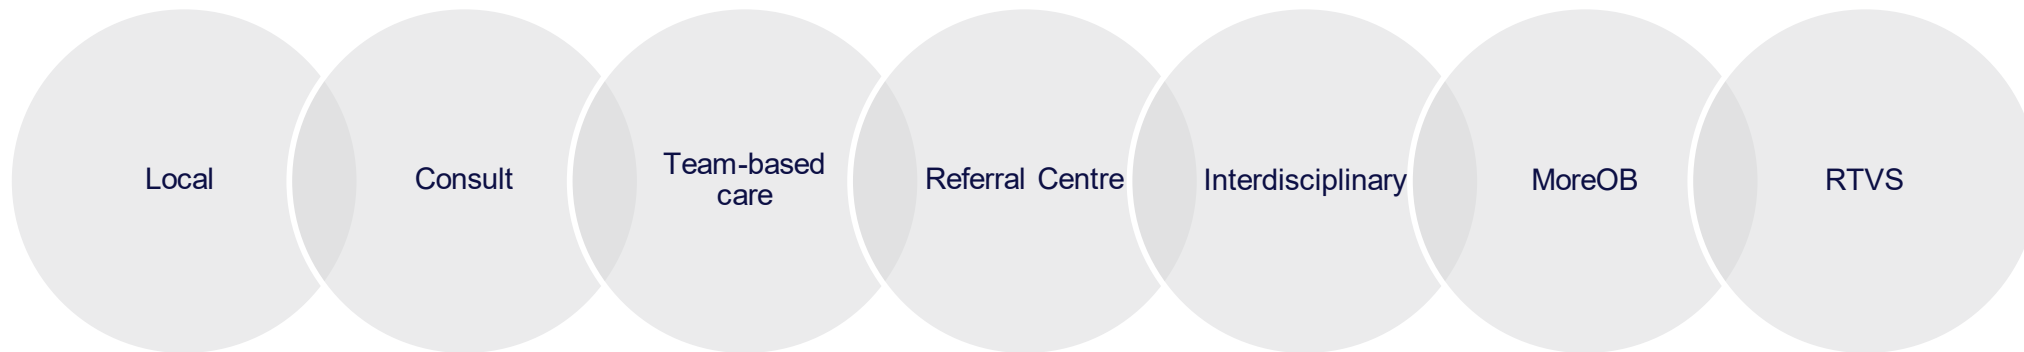 Local
Consult
Team-based
care
Referral Centre
Interdisciplinary
MoreOB
RTVS